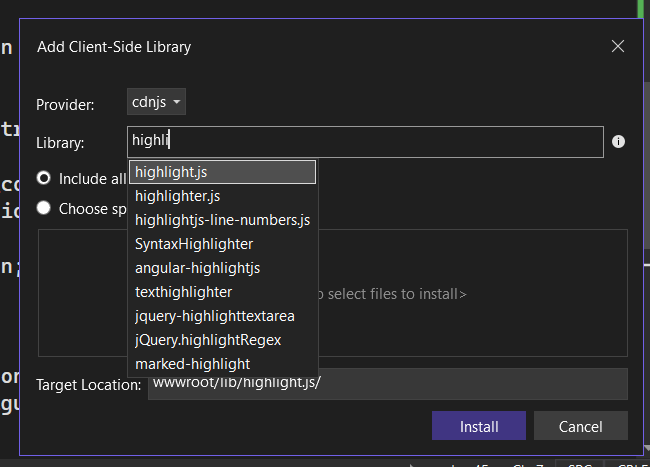 Add Client-Side Library
Provider: cdnjs
Library: highli
highlight.js
highlighter.js
highlightjs-line-numbers.js
SyntaxHighlighter
angular-highlightjs
texthighlighter
jquery-highlighttextarea
jQuery.highlightRegex
marked-highlight
Include all
Choose sp
select files to install>
Target Location: wwwroot/lib/highlight.js/
Install Cancel